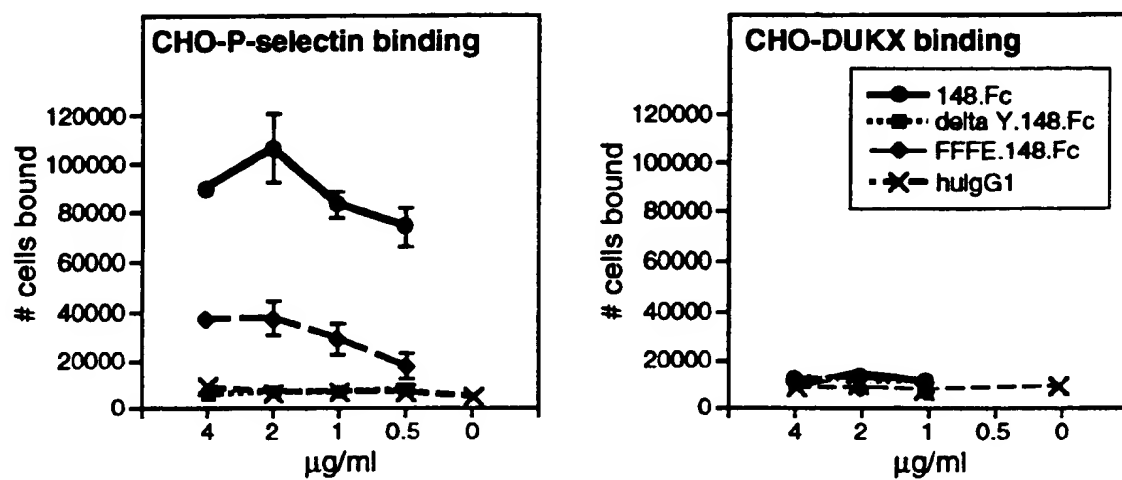 CHO-P-selectin binding
# cells bound
120000
100000
80000
60000
40000
20000
0
4
2
1
0.5
0
µg/ml
CHO-DUKX binding
148.Fc
delta Y.148.Fc
FFFE.148.Fc
huIgG1
# cells bound
120000
100000
80000
60000
40000
20000
0
4
2
1
0.5
0
µg/ml